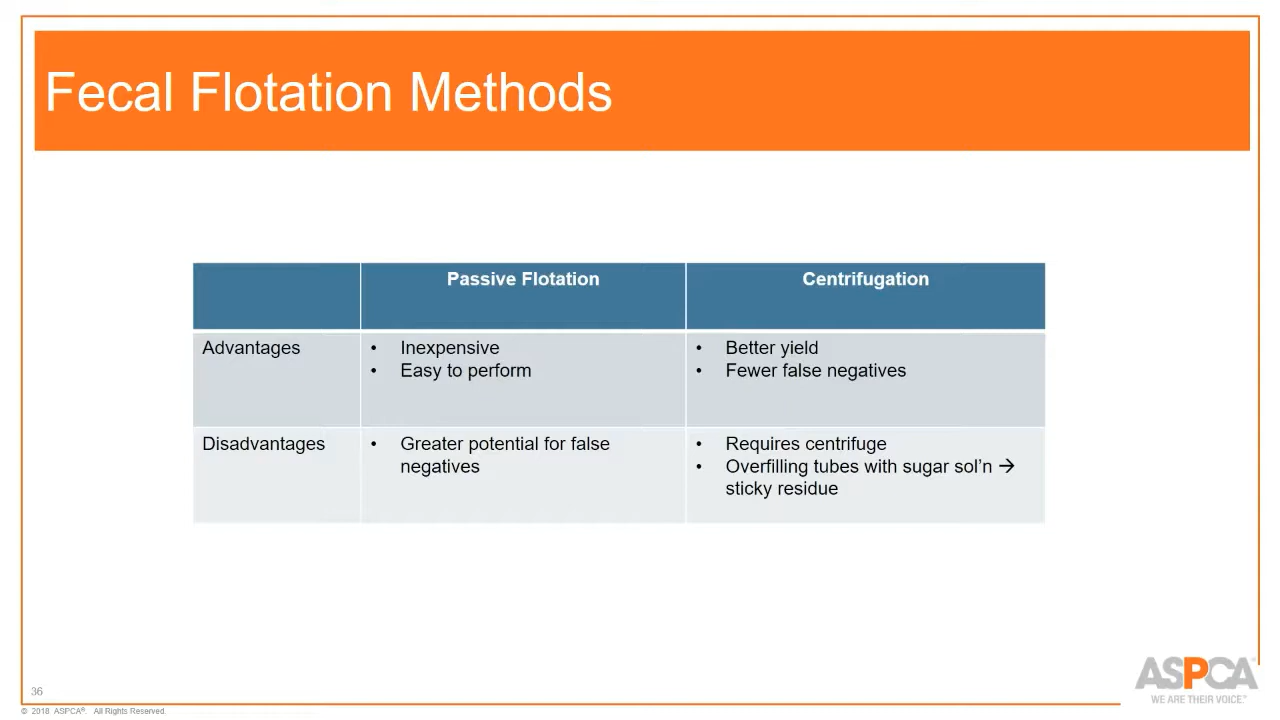 Fecal Flotation Methods
Passive Flotation
Centrifugation
Advantages
• Inexpensive
• Easy to perform
• Better yield
• Fewer false negatives
Disadvantages
• Greater potential for false
negatives
• Requires centrifuge
• Overfilling tubes with sugar sol’n →
sticky residue
36
© 2018 ASPCA®. All Rights Reserved.
ASPCA®
WE ARE THEIR VOICE.™